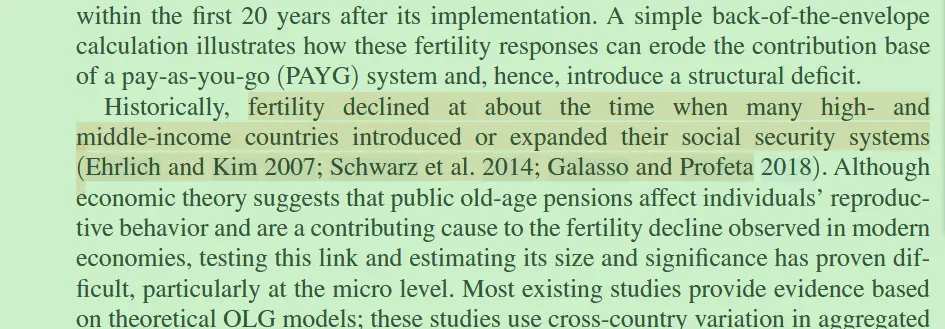 within the first 20 years after its implementation. A simple back-of-the-envelope
calculation illustrates how these fertility responses can erode the contribution base
of a pay-as-you-go (PAYG) system and, hence, introduce a structural deficit.
Historically, fertility declined at about the time when many high- and
middle-income countries introduced or expanded their social security systems
(Ehrlich and Kim 2007; Schwarz et al. 2014; Galasso and Profeta 2018). Although
economic theory suggests that public old-age pensions affect individuals’ reproduc-
tive behavior and are a contributing cause to the fertility decline observed in modern
economies, testing this link and estimating its size and significance has proven dif-
ficult, particularly at the micro level. Most existing studies provide evidence based
on theoretical OLG models; these studies use cross-country variation in aggregated